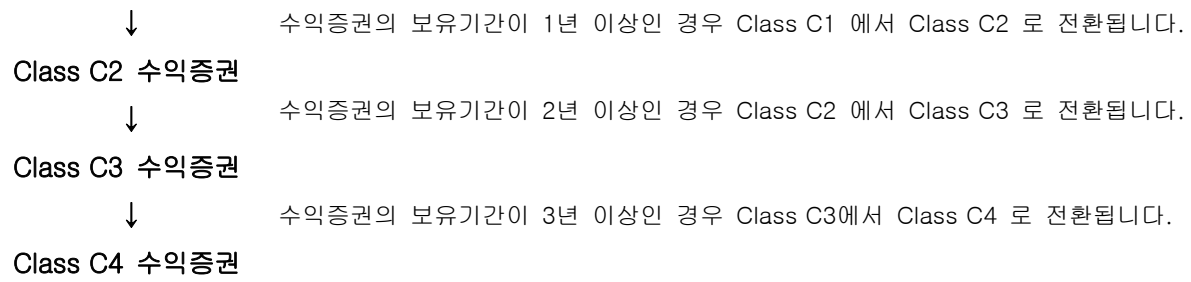 ↓ 수익증권의 보유기간이 1년 이상인 경우 Class C1 에서 Class C2 로 전환됩니다.
Class C2 수익증권
↓ 수익증권의 보유기간이 2년 이상인 경우 Class C2 에서 Class C3 로 전환됩니다.
Class C3 수익증권
↓ 수익증권의 보유기간이 3년 이상인 경우 Class C3에서 Class C4 로 전환됩니다.
Class C4 수익증권